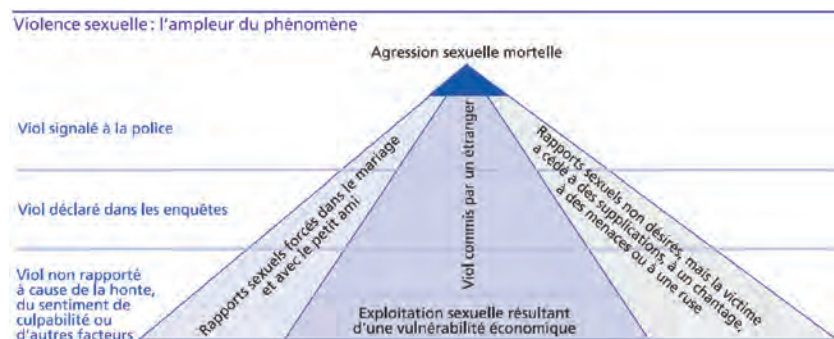 Violence sexuelle : l'ampleur du phénomène
Agression sexuelle mortelle
Viol signalé à la police
Viol déclaré dans les enquêtes
Viol non rapporté
à cause de la honte,
du sentiment de
culpabilité ou
d'autres facteurs
Rapports sexuels forcés dans le mariage
et avec le petit ami
Viol commis par un étranger
Exploitation sexuelle résultant
d'une vulnérabilité économique
Rapports sexuels non désirés, mais la victime
a cédé à des supplications, à un chantage,
à des menaces ou à une ruse